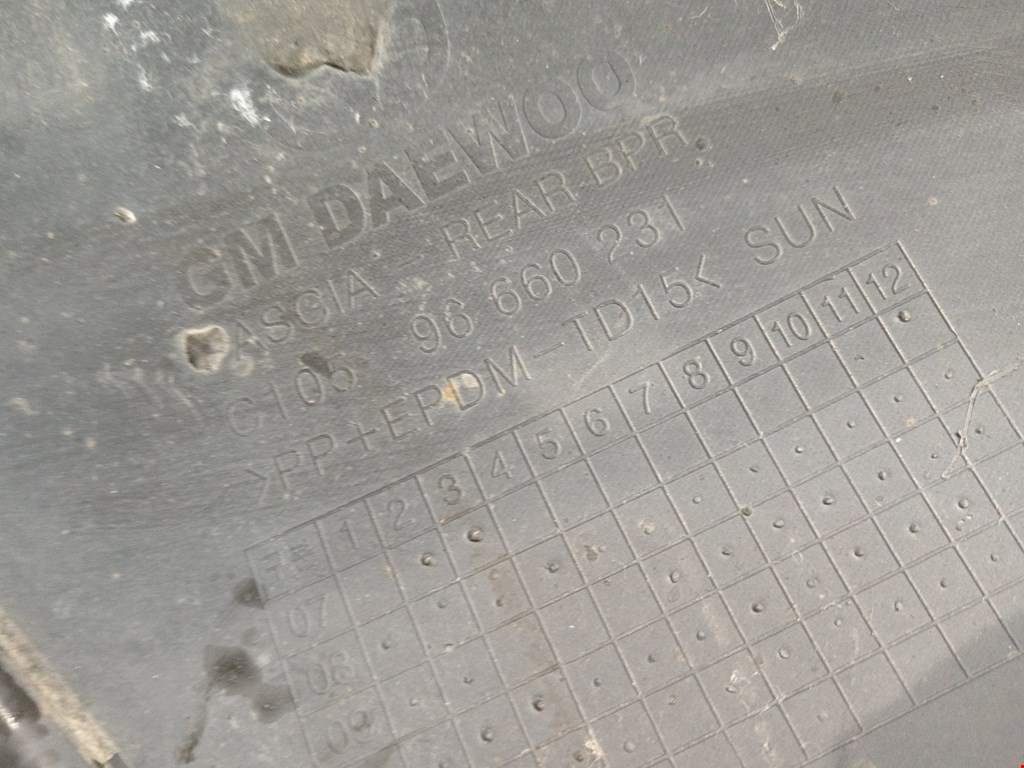 GM DAEWOO
FASCIA-REAR BPR
C105 96 660 231
>PP+EPDM-TD15< SUN
1 2 3 4 5 6 7 8 9 10 11 12
07
08
09